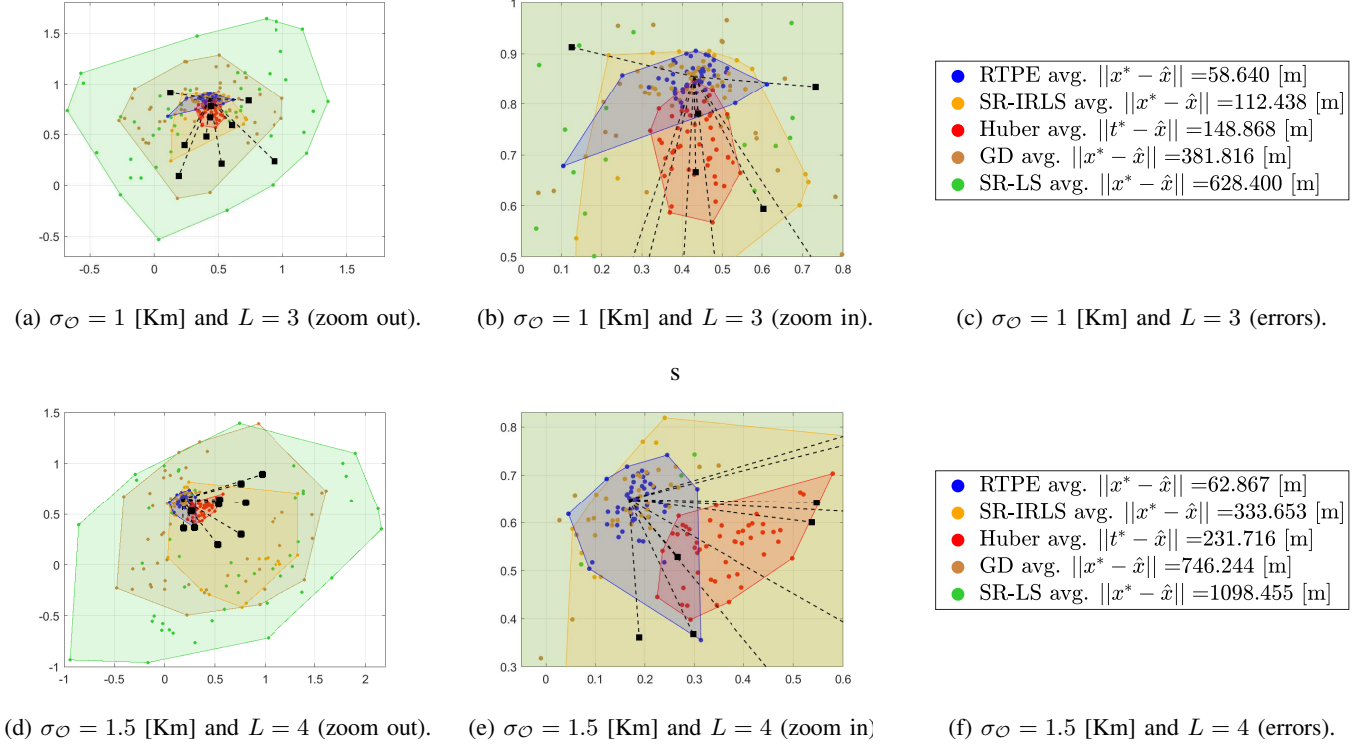 1.5
1
0.5
0
-0.5
-0.5 0 0.5 1 1.5
1
0.9
0.8
0.7
0.6
0.5
0 0.1 0.2 0.3 0.4 0.5 0.6 0.7 0.8
RTPE avg. ||x* − x̂|| =58.640 [m]
SR-IRLS avg. ||x* − x̂|| =112.438 [m]
Huber avg. ||t* − x̂|| =148.868 [m]
GD avg. ||x* − x̂|| =381.816 [m]
SR-LS avg. ||x* − x̂|| =628.400 [m]
(a) σ_𝒪 = 1 [Km] and L = 3 (zoom out).
(b) σ_𝒪 = 1 [Km] and L = 3 (zoom in).
(c) σ_𝒪 = 1 [Km] and L = 3 (errors).
s
1.5
1
0.5
0
-0.5
-1
-1 -0.5 0 0.5 1 1.5 2
0.8
0.7
0.6
0.5
0.4
0.3
0 0.1 0.2 0.3 0.4 0.5 0.6
RTPE avg. ||x* − x̂|| =62.867 [m]
SR-IRLS avg. ||x* − x̂|| =333.653 [m]
Huber avg. ||t* − x̂|| =231.716 [m]
GD avg. ||x* − x̂|| =746.244 [m]
SR-LS avg. ||x* − x̂|| =1098.455 [m]
(d) σ_𝒪 = 1.5 [Km] and L = 4 (zoom out).
(e) σ_𝒪 = 1.5 [Km] and L = 4 (zoom in)
(f) σ_𝒪 = 1.5 [Km] and L = 4 (errors).